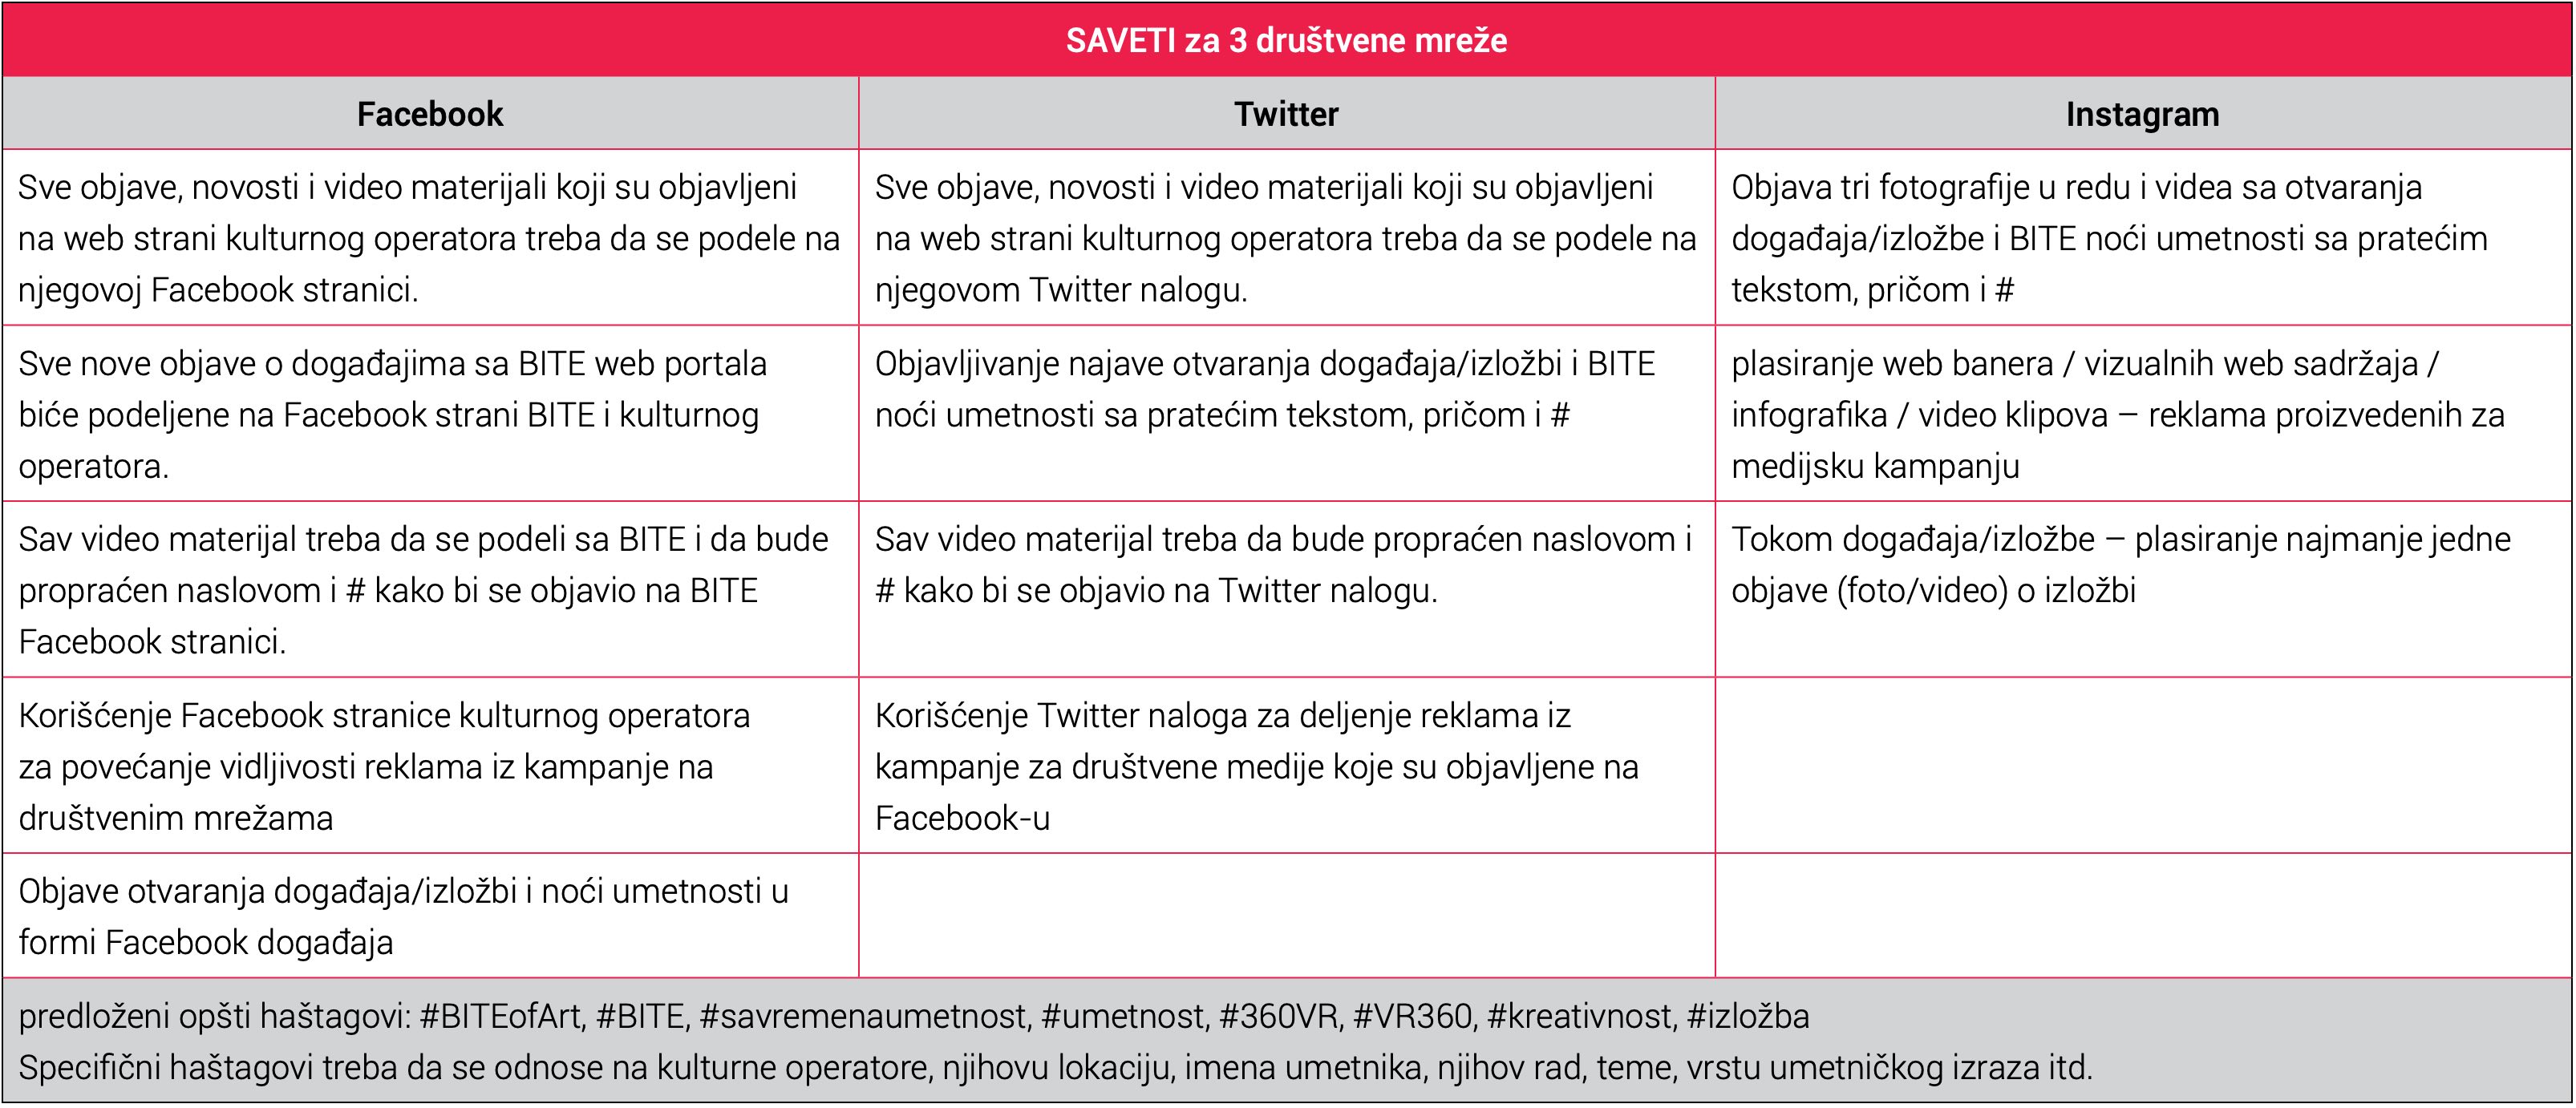 SAVETI za 3 društvene mreže
Facebook
Twitter
Instagram
Sve objave, novosti i video materijali koji su objavljeni
na web strani kulturnog operatora treba da se podele na
njegovoj Facebook stranici.
Sve objave, novosti i video materijali koji su objavljeni
na web strani kulturnog operatora treba da se podele na
njegovom Twitter nalogu.
Objava tri fotografije u redu i videa sa otvaranja
događaja/izložbe i BITE noći umetnosti sa pratećim
tekstom, pričom i #
Sve nove objave o događajima sa BITE web portala
biće podeljene na Facebook strani BITE i kulturnog
operatora.
Objavljivanje najave otvaranja događaja/izložbi i BITE
noći umetnosti sa pratećim tekstom, pričom i #
plasiranje web banera / vizualnih web sadržaja /
infografika / video klipova – reklama proizvedenih za
medijsku kampanju
Sav video materijal treba da se podeli sa BITE i da bude
propraćen naslovom i # kako bi se objavio na BITE
Facebook stranici.
Sav video materijal treba da bude propraćen naslovom i
# kako bi se objavio na Twitter nalogu.
Tokom događaja/izložbe – plasiranje najmanje jedne
objave (foto/video) o izložbi
Korišćenje Facebook stranice kulturnog operatora
za povećanje vidljivosti reklama iz kampanje na
društvenim mrežama
Korišćenje Twitter naloga za deljenje reklama iz
kampanje za društvene medije koje su objavljene na
Facebook-u
Objave otvaranja događaja/izložbi i noći umetnosti u
formi Facebook događaja
predloženi opšti haštagovi: #BITEofArt, #BITE, #savremenaumetnost, #umetnost, #360VR, #VR360, #kreativnost, #izložba
Specifični haštagovi treba da se odnose na kulturne operatore, njihovu lokaciju, imena umetnika, njihov rad, teme, vrstu umetničkog izraza itd.